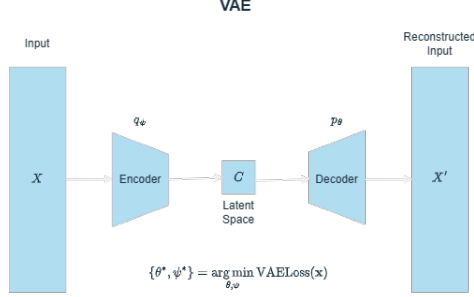 VAE
Input
Reconstructed
Input
qψ
pθ
X
Encoder
C
Decoder
X′
Latent
Space
{θ*, ψ*} = arg min VAELoss(x)
θ,ψ